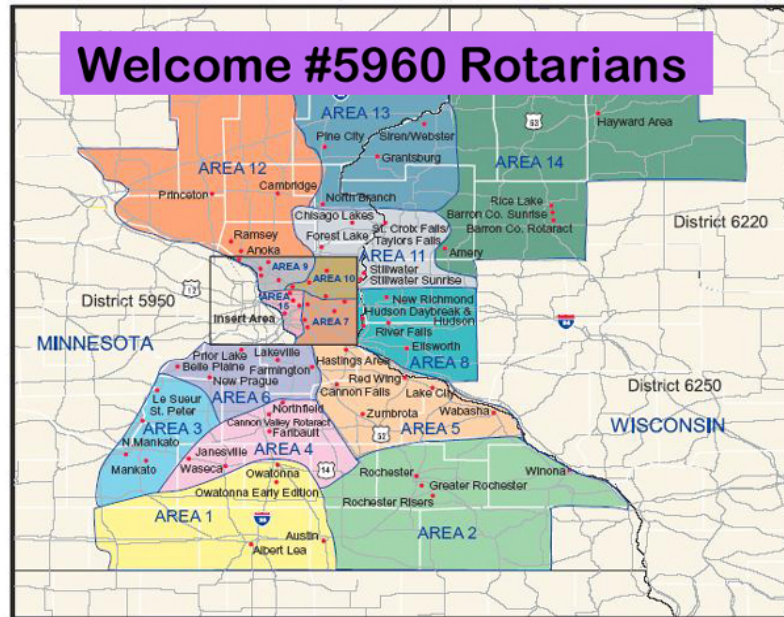 Welcome #5960 Rotarians
AREA 13
Pine City
Siren/Webster
Grantsburg
North Branch
63
Hayward Area
AREA 14
Rice Lake
Barron Co. Sunrise
Barron Co. Rotaract
District 6220
AREA 12
Princeton
Cambridge
Ramsey
Anoka
Chisago Lakes
Forest Lake
St. Croix Falls/
Taylors Falls
Amery
AREA 11
Stillwater
Stillwater Sunrise
AREA 9
AREA 10
AREA 7
Insert Area
District 5950
MINNESOTA
New Richmond
Hudson Daybreak &
Hudson
River Falls
Ellsworth
AREA 8
District 6250
WISCONSIN
Prior Lake
Belle Plaine
New Prague
Lakeville
Farmington
AREA 6
Hastings Area
Red Wing
Cannon Falls
Lake City
Zumbrota
Wabasha
AREA 5
52
Le Sueur
St. Peter
AREA 3
N.Mankato
Mankato
Northfield
Cannon Valley Rotaract
Faribault
Janesville
AREA 4
Waseca
14
Owatonna
Owatonna Early Edition
AREA 1
Austin
Albert Lea
Rochester
Greater Rochester
Rochester Risers
Winona
AREA 2